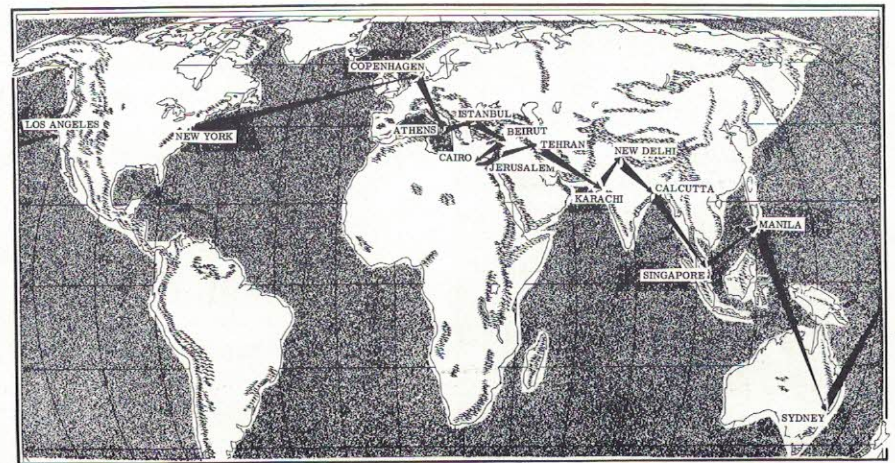 COPENHAGEN
LOS ANGELES
NEW YORK
ISTANBUL
ATHENS
BEIRUT
TEHRAN
CAIRO
JERUSALEM
NEW DELHI
KARACHI
CALCUTTA
MANILA
SINGAPORE
SYDNEY